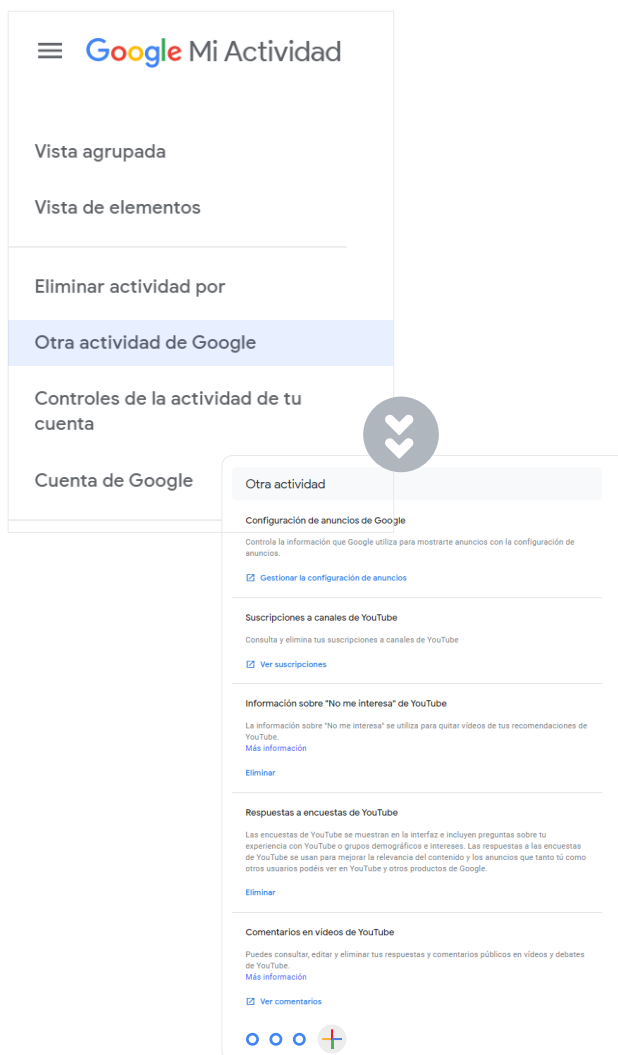 Google Mi Actividad
Vista agrupada
Vista de elementos
Eliminar actividad por
Otra actividad de Google
Controles de la actividad de tu
cuenta
Cuenta de Google
Otra actividad
Configuración de anuncios de Google
Controla la información que Google utiliza para mostrarte anuncios con la configuración de
anuncios.
Gestionar la configuración de anuncios
Suscripciones a canales de YouTube
Consulta y elimina tus suscripciones a canales de YouTube
Ver suscripciones
Información sobre "No me interesa" de YouTube
La información sobre "No me interesa" se utiliza para quitar vídeos de tus recomendaciones de
YouTube.
Más información
Eliminar
Respuestas a encuestas de YouTube
Las encuestas de YouTube se muestran en la interfaz e incluyen preguntas sobre tu
experiencia con YouTube o grupos demográficos e intereses. Las respuestas a las encuestas
de YouTube se usan para mejorar la relevancia del contenido y los anuncios que tanto tú como
otros usuarios podéis ver en YouTube y otros productos de Google.
Eliminar
Comentarios en vídeos de YouTube
Puedes consultar, editar y eliminar tus respuestas y comentarios públicos en vídeos y debates
de YouTube.
Más información
Ver comentarios